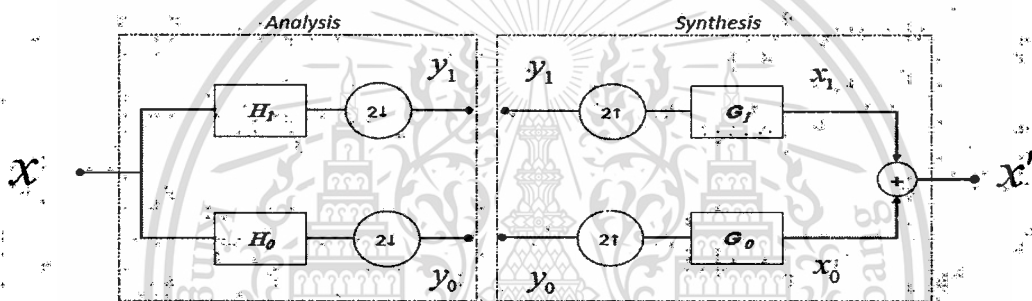 Analysis
Synthesis
y₁
y₁
x₁
H₁
2↓
2↑
G₁
x
+
x'
H₀
2↓
2↑
G₀
y₀
y₀
x₀